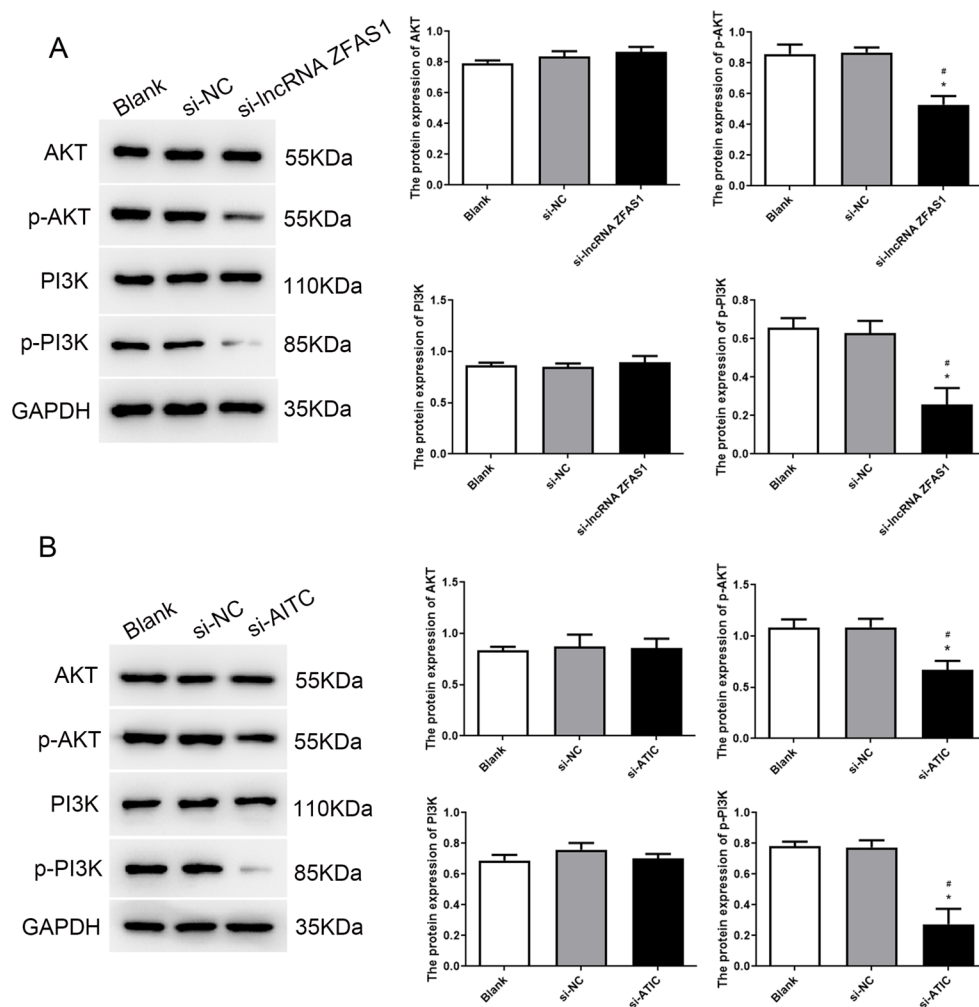 A
Blank
si-NC
si-lncRNA ZFAS1
AKT
55KDa
p-AKT
55KDa
PI3K
110KDa
p-PI3K
85KDa
GAPDH
35KDa
The protein expression of AKT
1.0
0.8
0.6
0.4
0.2
0.0
Blank
si-NC
si-lncRNA ZFAS1
The protein expression of p-AKT
1.0
0.8
0.6
0.4
0.2
0.0
#
*
Blank
si-NC
si-lncRNA ZFAS1
The protein expression of PI3K
1.5
1.0
0.5
0.0
Blank
si-NC
si-lncRNA ZFAS1
The protein expression of p-PI3K
0.8
0.6
0.4
0.2
0.0
#
*
Blank
si-NC
si-lncRNA ZFAS1
B
Blank
si-NC
si-AITC
AKT
55KDa
p-AKT
55KDa
PI3K
110KDa
p-PI3K
85KDa
GAPDH
35KDa
The protein expression of AKT
1.5
1.0
0.5
0.0
Blank
si-NC
si-ATIC
The protein expression of p-AKT
1.5
1.0
0.5
0.0
#
*
Blank
si-NC
si-ATIC
The protein expression of PI3K
1.0
0.8
0.6
0.4
0.2
0.0
Blank
si-NC
si-ATIC
The protein expression of p-PI3K
1.0
0.8
0.6
0.4
0.2
0.0
#
*
Blank
si-NC
si-ATIC